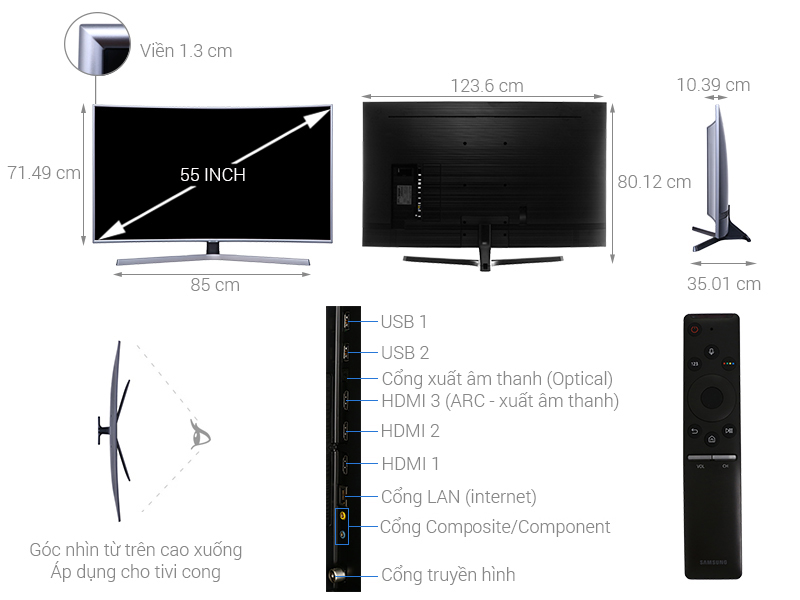 Viền 1.3 cm
123.6 cm
10.39 cm
71.49 cm
55 INCH
80.12 cm
85 cm
35.01 cm
USB 1
USB 2
Cổng xuất âm thanh (Optical)
HDMI 3 (ARC - xuất âm thanh)
HDMI 2
HDMI 1
Cổng LAN (internet)
Cổng Composite/Component
Cổng truyền hình
Góc nhìn từ trên cao xuống
Áp dụng cho tivi cong
123
VOL CH
SAMSUNG